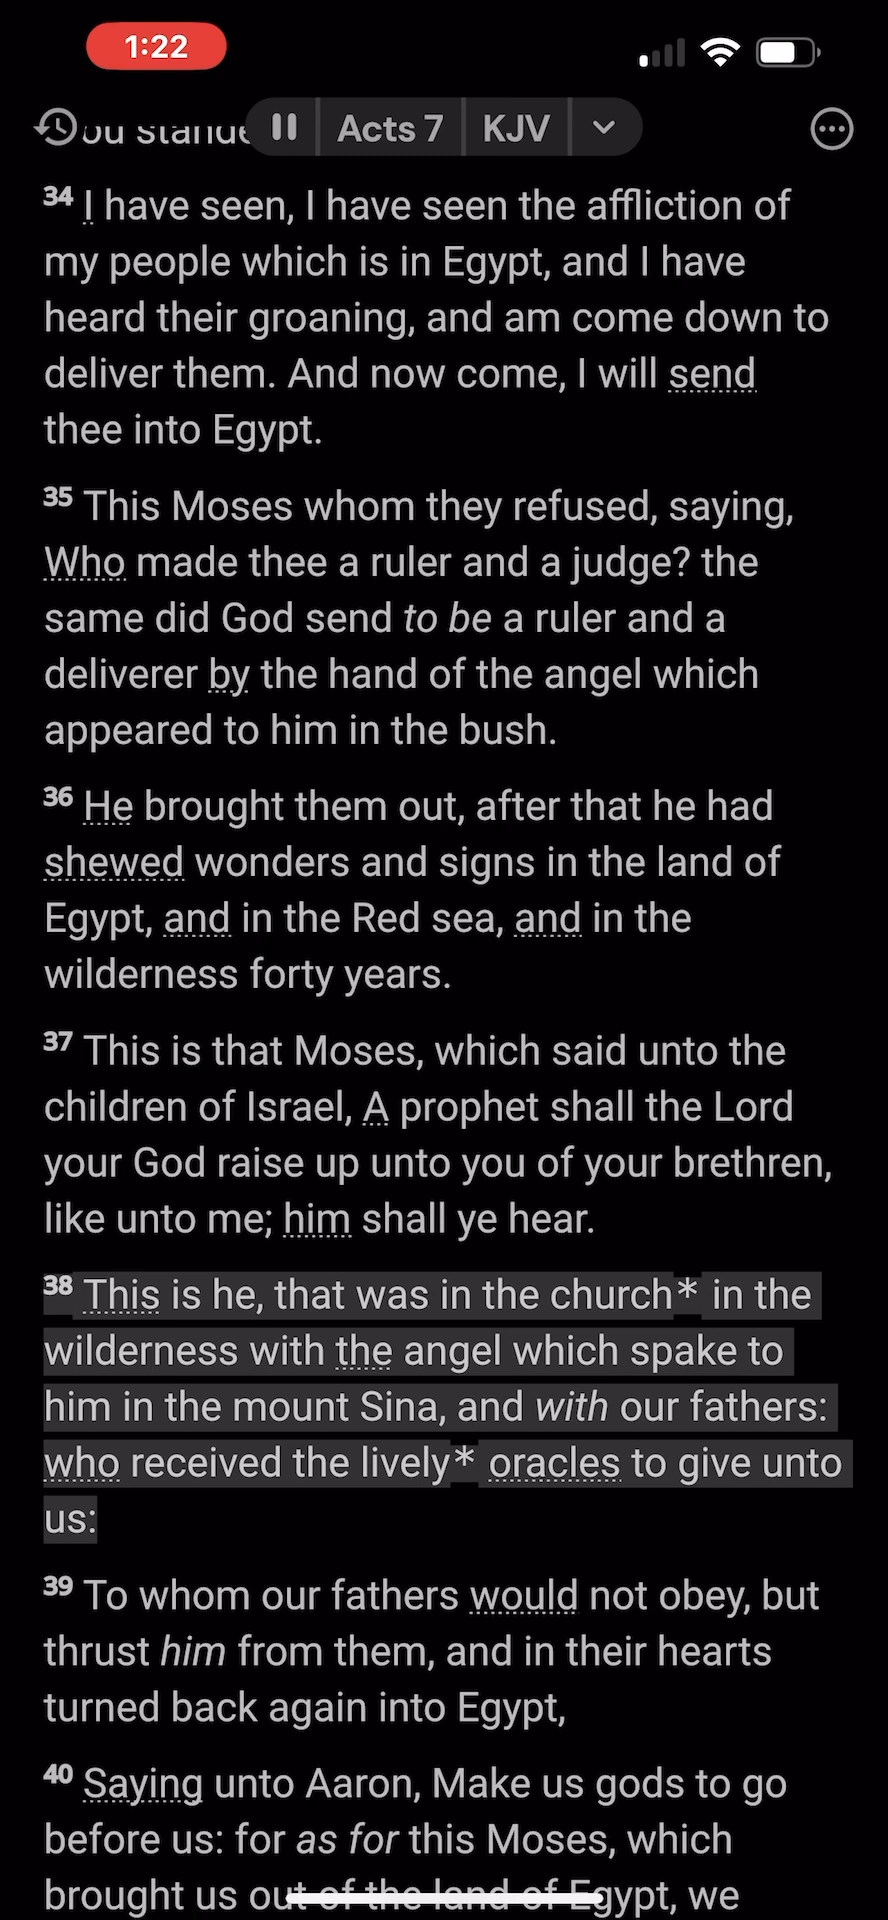 1:22
ou stande
Acts 7
KJV
34 I have seen, I have seen the affliction of
my people which is in Egypt, and I have
heard their groaning, and am come down to
deliver them. And now come, I will send
thee into Egypt.
35 This Moses whom they refused, saying,
Who made thee a ruler and a judge? the
same did God send to be a ruler and a
deliverer by the hand of the angel which
appeared to him in the bush.
36 He brought them out, after that he had
shewed wonders and signs in the land of
Egypt, and in the Red sea, and in the
wilderness forty years.
37 This is that Moses, which said unto the
children of Israel, A prophet shall the Lord
your God raise up unto you of your brethren,
like unto me; him shall ye hear.
38 This is he, that was in the church* in the
wilderness with the angel which spake to
him in the mount Sina, and with our fathers:
who received the lively* oracles to give unto
us:
39 To whom our fathers would not obey, but
thrust him from them, and in their hearts
turned back again into Egypt,
40 Saying unto Aaron, Make us gods to go
before us: for as for this Moses, which
brought us out of the land of Egypt, we